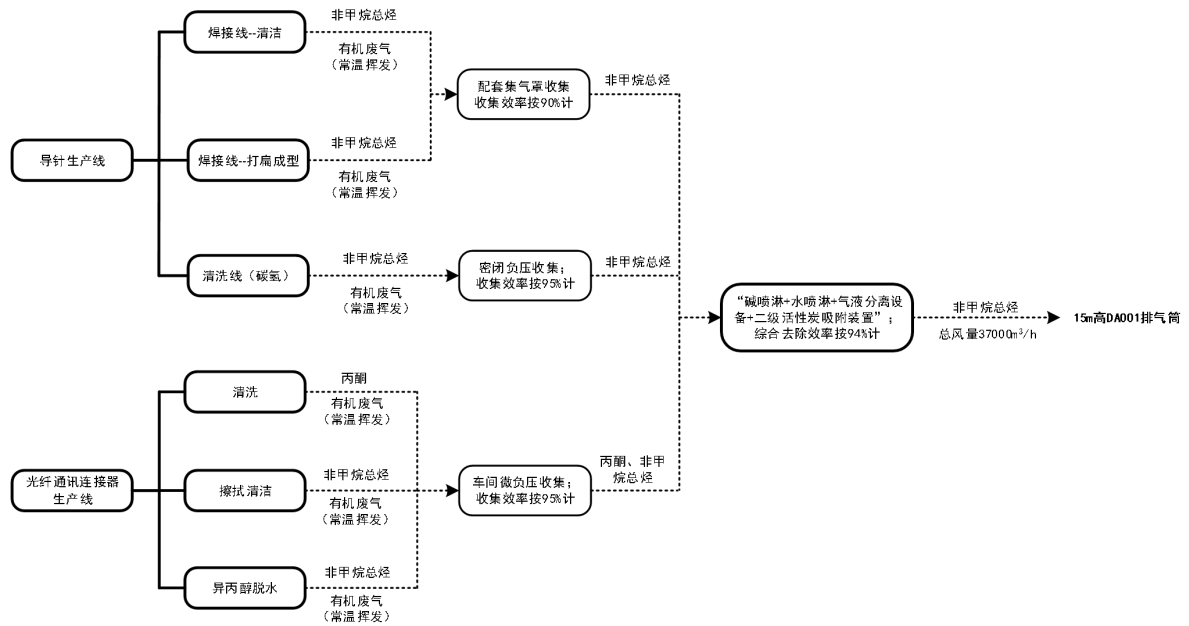 非甲烷总烃
焊接线--清洁
有机废气
（常温挥发）
配套集气罩收集
收集效率按90%计
非甲烷总烃
非甲烷总烃
导针生产线
焊接线--打扁成型
有机废气
（常温挥发）
非甲烷总烃
清洗线（碳氢）
有机废气
（常温挥发）
密闭负压收集；
收集效率按95%计
非甲烷总烃
“碱喷淋+水喷淋+气液分离设
备+二级活性炭吸附装置”；
综合去除效率按94%计
非甲烷总烃
总风量37000m³/h
15m高DA001排气筒
丙酮
清洗
有机废气
（常温挥发）
光纤通讯连接器
生产线
非甲烷总烃
擦拭清洁
有机废气
（常温挥发）
车间微负压收集；
收集效率按95%计
丙酮、非甲
烷总烃
非甲烷总烃
异丙醇脱水
有机废气
（常温挥发）